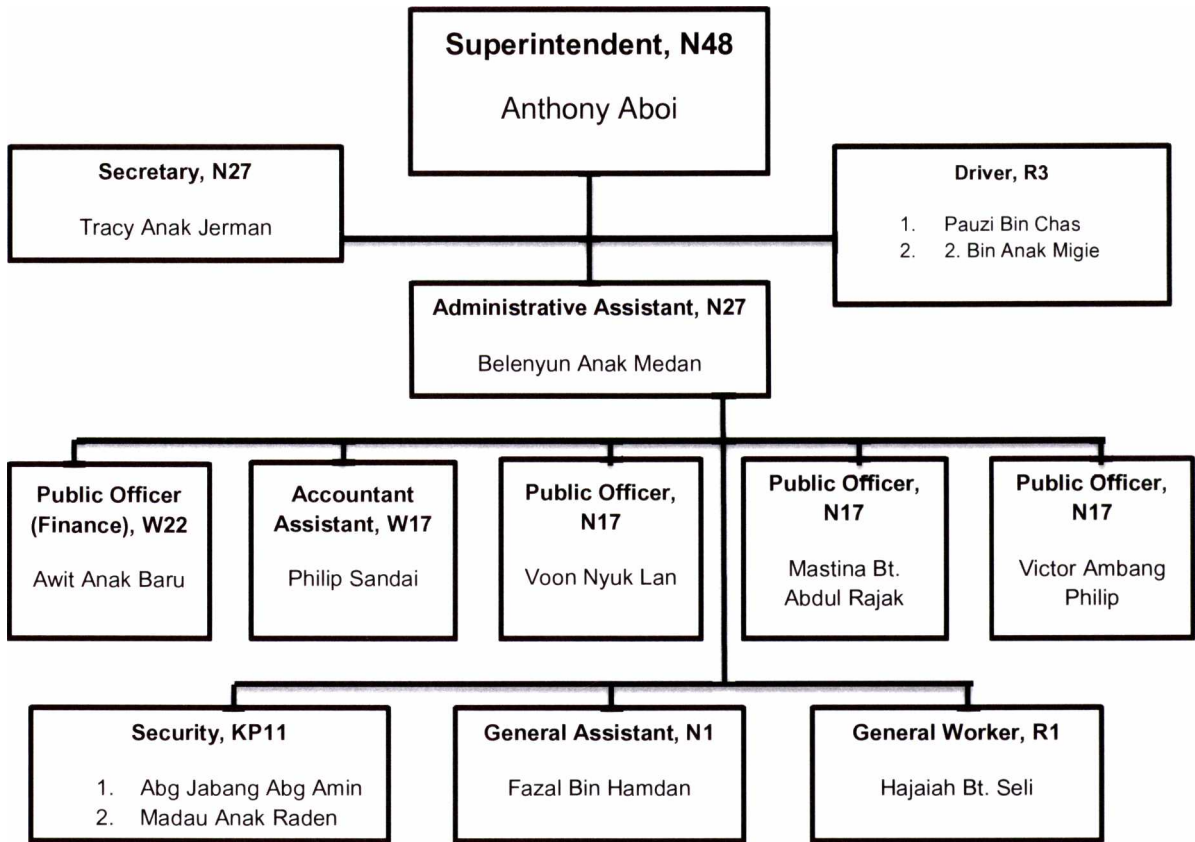 Superintendent, N48
Anthony Aboi
Secretary, N27
Tracy Anak Jerman
Driver, R3
1. Pauzi Bin Chas
2. 2. Bin Anak Migie
Administrative Assistant, N27
Belenyun Anak Medan
Public Officer
(Finance), W22
Awit Anak Baru
Accountant
Assistant, W17
Philip Sandai
Public Officer,
N17
Voon Nyuk Lan
Public Officer,
N17
Mastina Bt.
Abdul Rajak
Public Officer,
N17
Victor Ambang
Philip
Security, KP11
1. Abg Jabang Abg Amin
2. Madau Anak Raden
General Assistant, N1
Fazal Bin Hamdan
General Worker, R1
Hajaiah Bt. Seli